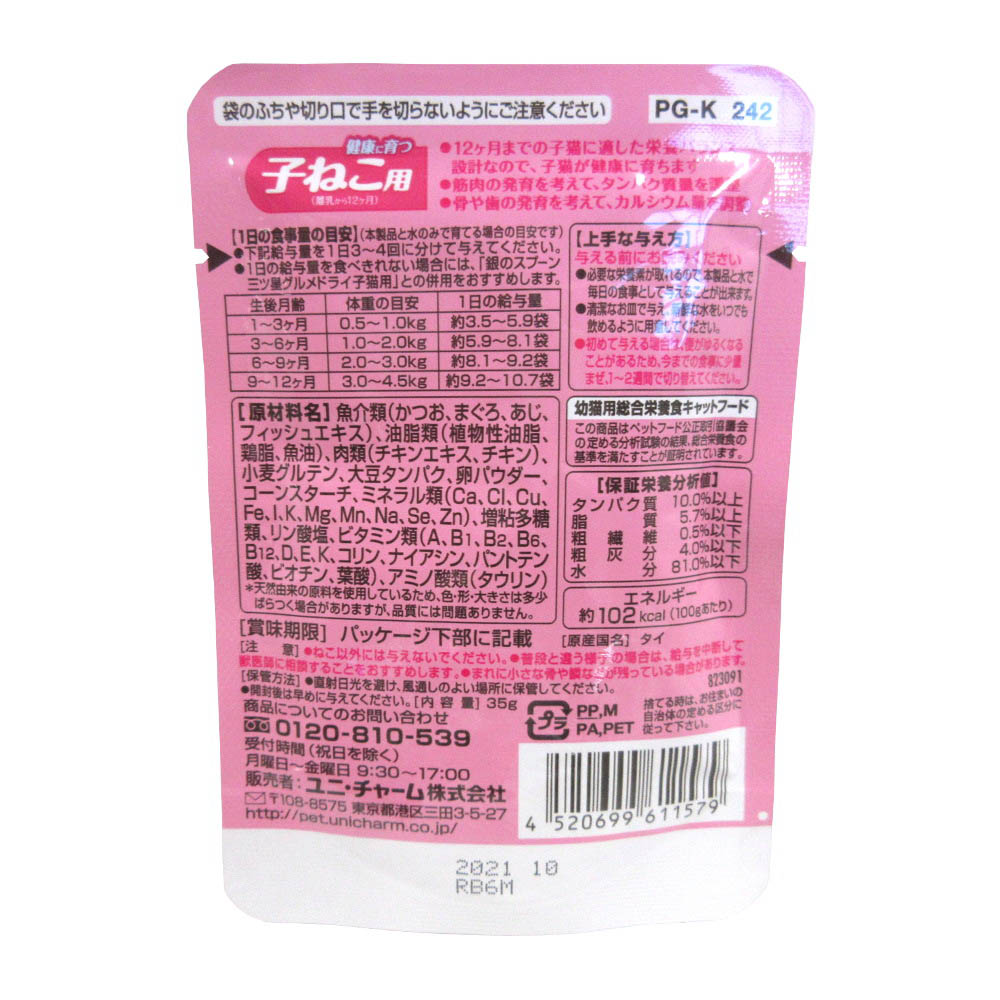 袋のふちや切り口で手を切らないようにご注意ください
PG-K 242
健康に育つ
子ねこ用
(離乳から12ヶ月)
●12ヶ月までの子猫に適した栄養バランス
設計なので、子猫が健康に育ちます
●筋肉の発育を考えて、タンパク質量を調整
●骨や歯の発育を考えて、カルシウム量を調整
【1日の食事量の目安】(本製品と水のみで育てる場合の目安です)
●下記給与量を1日3〜4回に分けて与えてください。
●1日の給与量を食べきれない場合には、「銀のスプーン
三ツ星グルメドライ子猫用」との併用をおすすめします。
生後月齢 体重の目安 1日の給与量
1〜3ヶ月 0.5〜1.0kg 約3.5〜5.9袋
3〜6ヶ月 1.0〜2.0kg 約5.9〜8.1袋
6〜9ヶ月 2.0〜3.0kg 約8.1〜9.2袋
9〜12ヶ月 3.0〜4.5kg 約9.2〜10.7袋
【上手な与え方】
与える前にお読みください
●必要な栄養素が取れるので、本製品と水で
毎日の食事として与えることが出来ます。
●清潔なお皿で与え、新鮮な水をいつでも
飲めるように用意してください。
●初めて与える場合は、便がゆるくなる
ことがあるため、今までの食事に少量
まぜ、1〜2週間で切り替えてください。
【原材料名】魚介類(かつお、まぐろ、あじ、
フィッシュエキス)、油脂類(植物性油脂、
鶏脂、魚油)、肉類(チキンエキス、チキン)、
小麦グルテン、大豆タンパク、卵パウダー、
コーンスターチ、ミネラル類(Ca,Cl,Cu,
Fe,I,K,Mg,Mn,Na,Se,Zn)、増粘多糖
類、リン酸塩、ビタミン類(A、B1、B2、B6、
B12、D、E、K、コリン、ナイアシン、パントテン
酸、ビオチン、葉酸)、アミノ酸類(タウリン)
*天然由来の原料を使用しているため、色・形・大きさは多少
ばらつく場合がありますが、品質には問題ありません。
幼猫用総合栄養食キャットフード
この商品はペットフード公正取引協議会
の定める分析試験の結果、総合栄養食の
基準を満たすことが証明されています。
【保証栄養分析値】
タンパク質 10.0%以上
脂質 5.7%以上
粗繊維 0.5%以下
粗灰分 4.0%以下
水分 81.0%以下
エネルギー
約102kcal(100gあたり)
[賞味期限] パッケージ下部に記載
[原産国名] タイ
[注意]●ねこ以外には与えないでください。●普段と違う様子の場合は、給与を中断して
獣医師に相談することをおすすめします。●まれに小さな骨や鱗などが残っている場合があります。
[保管方法]●直射日光を避け、風通しのよい場所に保管してください。
●開封後は早めに与えてください。[内容量]35g
823091
商品についてのお問い合わせ
0120-810-539
受付時間(祝日を除く)
月曜日〜金曜日 9:30〜17:00
販売者：ユニ・チャーム株式会社
〒108-8575 東京都港区三田3-5-27
http://pet.unicharm.co.jp/
プラ
PP,M
PA,PET
捨てる時は、お住まいの
自治体の定める区分に
従って下さい。
4 520699 611579
2021 10
RB6M